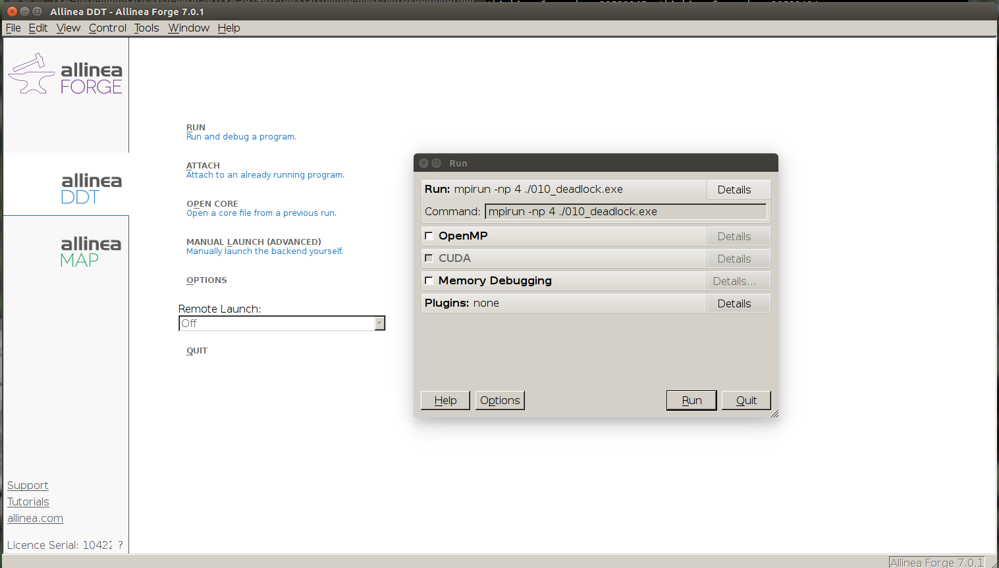 Allinea DDT - Allinea Forge 7.0.1
File Edit View Control Tools Window Help
allinea
FORGE
allinea
DDT
allinea
MAP
Support
Tutorials
allinea.com
Licence Serial: 10422 ?
RUN
Run and debug a program.
ATTACH
Attach to an already running program.
OPEN CORE
Open a core file from a previous run.
MANUAL LAUNCH (ADVANCED)
Manually launch the backend yourself.
OPTIONS
Remote Launch:
Off
QUIT
Run
Run: mpirun -np 4 ./010_deadlock.exe Details
Command: mpirun -np 4 ./010_deadlock.exe
OpenMP Details
CUDA Details
Memory Debugging Details...
Plugins: none Details
Help Options Run Quit
Allinea Forge 7.0.1